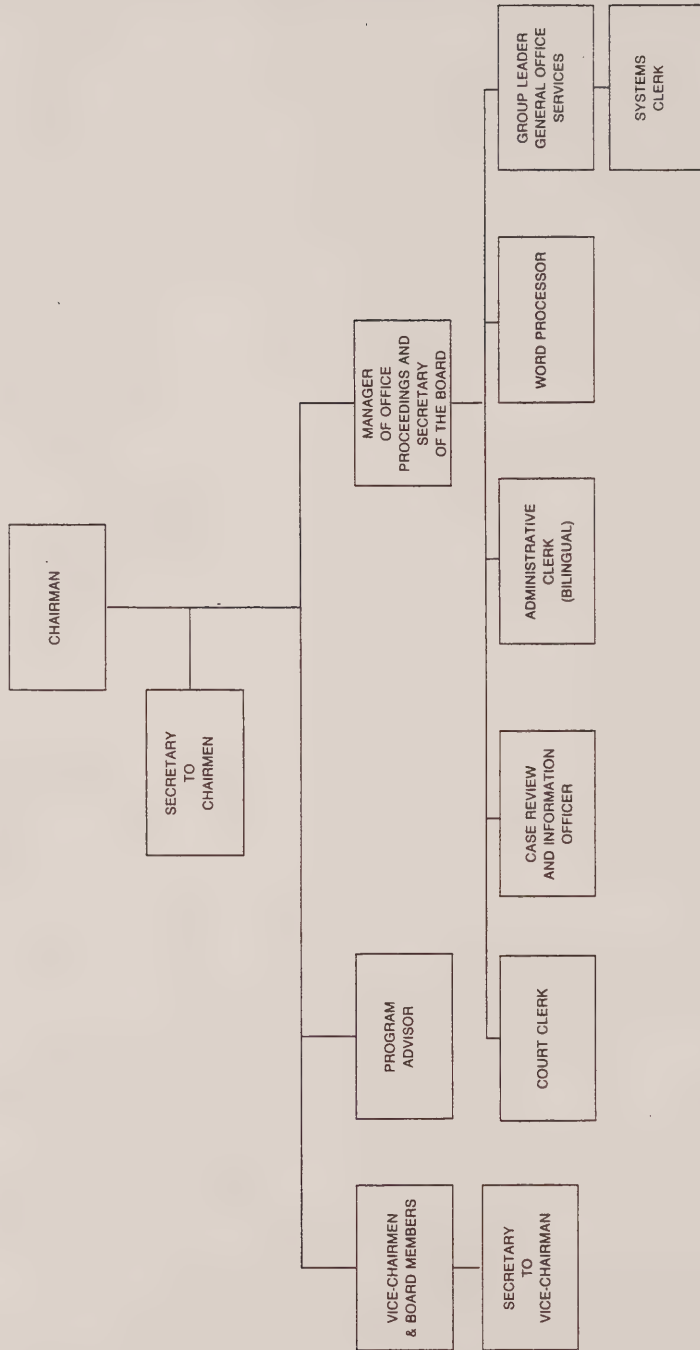 CHAIRMAN
SECRETARY
TO
CHAIRMEN
VICE-CHAIRMEN
& BOARD MEMBERS
PROGRAM
ADVISOR
MANAGER
OF OFFICE
PROCEEDINGS AND
SECRETARY
OF THE BOARD
SECRETARY
TO
VICE-CHAIRMAN
COURT CLERK
CASE REVIEW
AND INFORMATION
OFFICER
ADMINISTRATIVE
CLERK
(BILINGUAL)
WORD PROCESSOR
GROUP LEADER
GENERAL OFFICE
SERVICES
SYSTEMS
CLERK